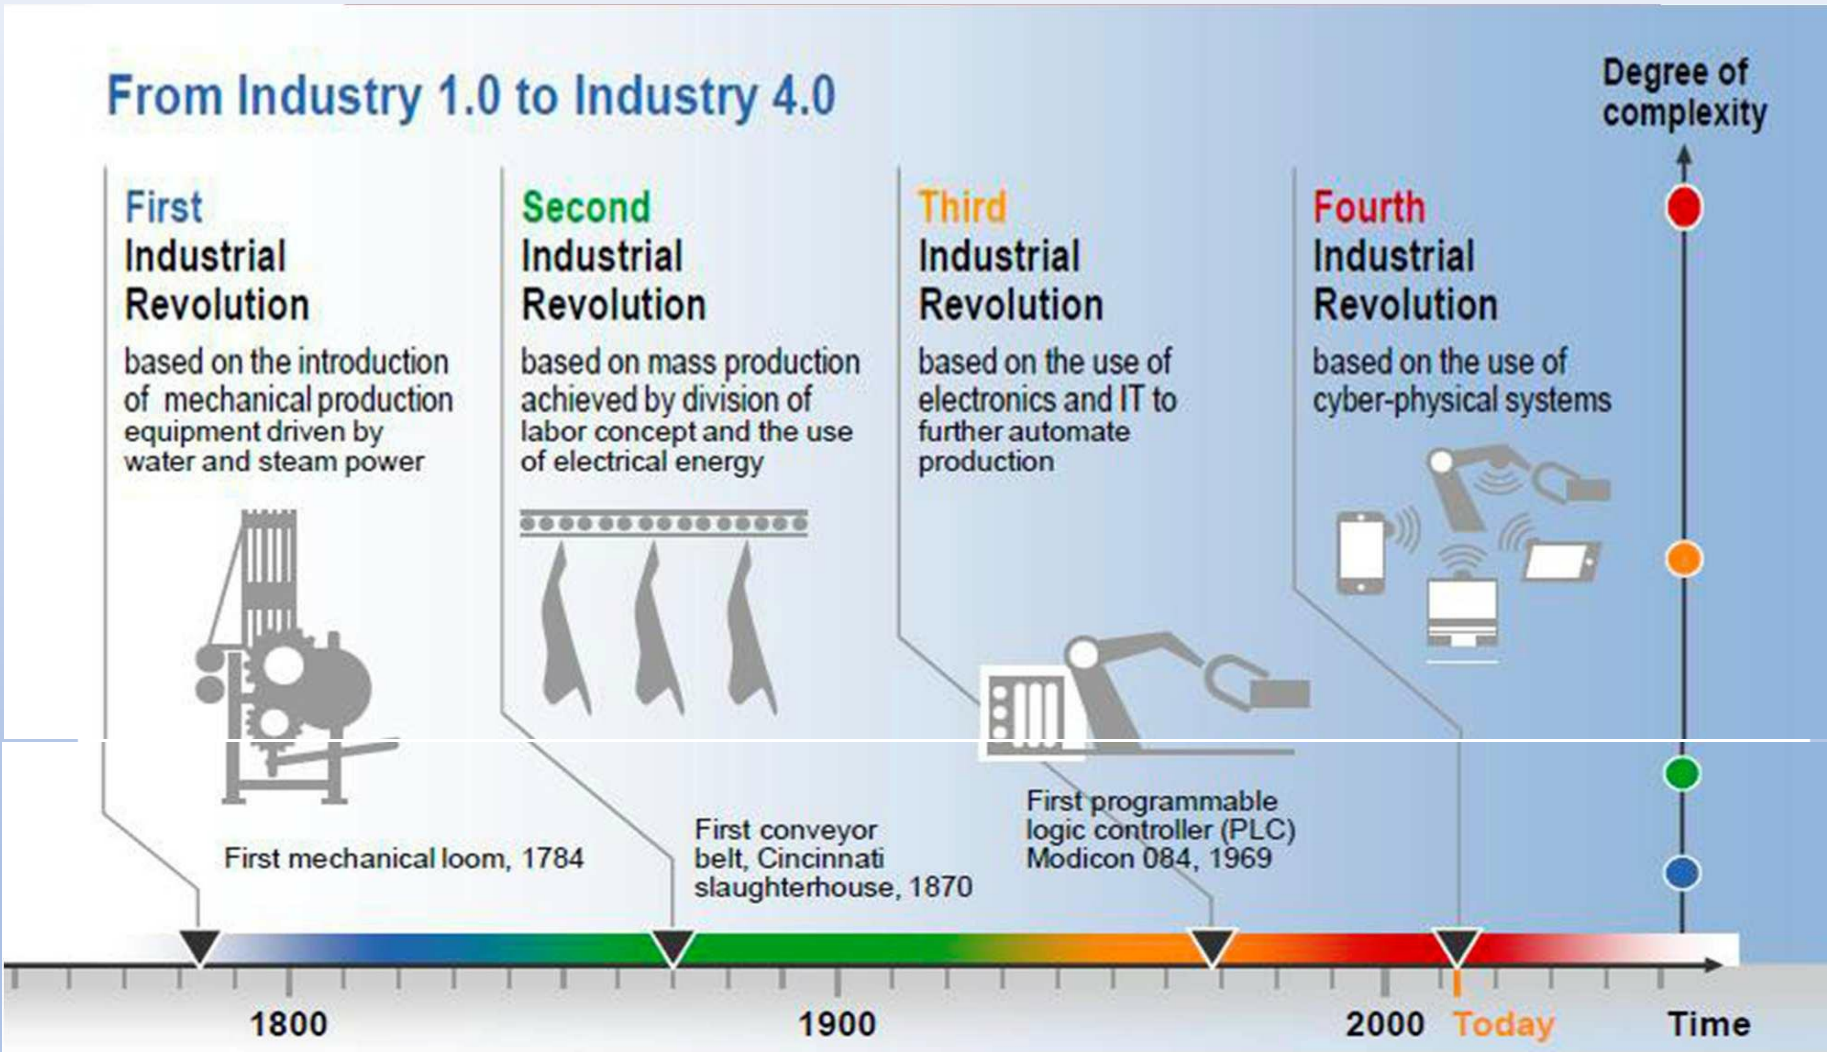 From Industry 1.0 to Industry 4.0
Degree of
complexity
First
Industrial
Revolution
based on the introduction
of mechanical production
equipment driven by
water and steam power
First mechanical loom, 1784
Second
Industrial
Revolution
based on mass production
achieved by division of
labor concept and the use
of electrical energy
First conveyor
belt, Cincinnati
slaughterhouse, 1870
Third
Industrial
Revolution
based on the use of
electronics and IT to
further automate
production
First programmable
logic controller (PLC)
Modicon 084, 1969
Fourth
Industrial
Revolution
based on the use of
cyber-physical systems
1800
1900
2000
Today
Time